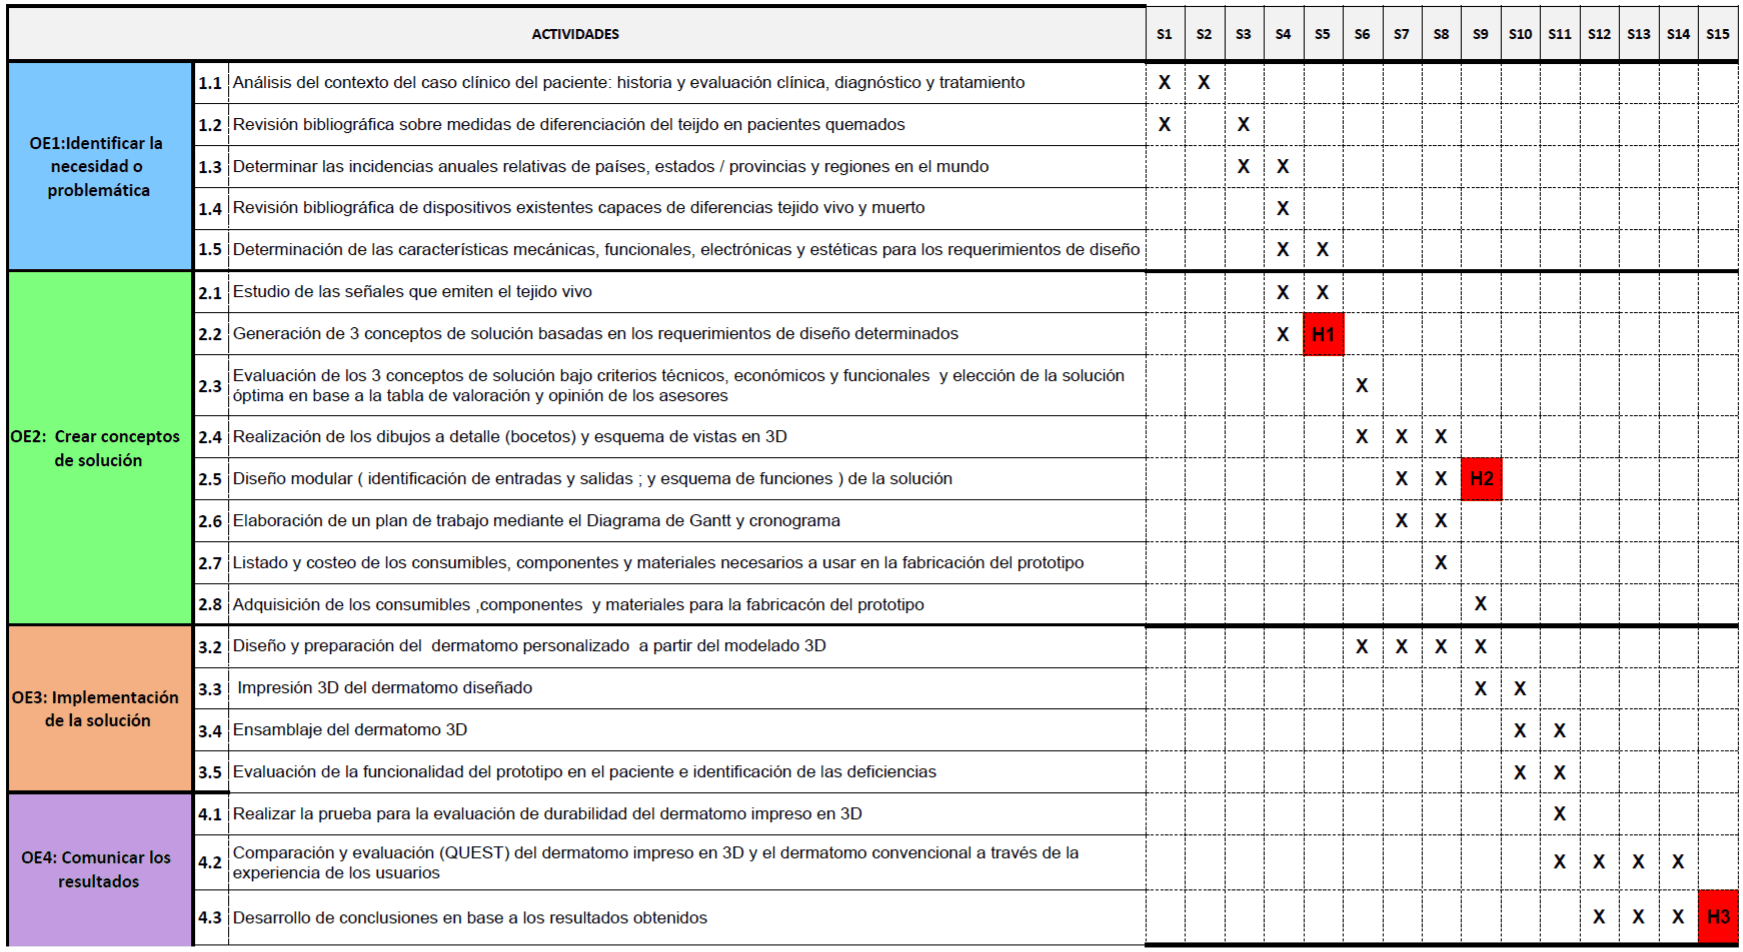 ACTIVIDADES S1 S2 S3 S4 S5 S6 S7 S8 S9 S10 S11 S12 S13 S14 S15
OE1:Identificar la
necesidad o
problemática
1.1 Análisis del contexto del caso clínico del paciente: historia y evaluación clínica, diagnóstico y tratamiento X X
1.2 Revisión bibliográfica sobre medidas de diferenciación del teijdo en pacientes quemados X X
1.3 Determinar las incidencias anuales relativas de países, estados / provincias y regiones en el mundo X X
1.4 Revisión bibliográfica de dispositivos existentes capaces de diferencias tejido vivo y muerto X
1.5 Determinación de las características mecánicas, funcionales, electrónicas y estéticas para los requerimientos de diseño X X
OE2: Crear conceptos
de solución
2.1 Estudio de las señales que emiten el tejido vivo X X
2.2 Generación de 3 conceptos de solución basadas en los requerimientos de diseño determinados X H1
2.3 Evaluación de los 3 conceptos de solución bajo criterios técnicos, económicos y funcionales y elección de la solución
óptima en base a la tabla de valoración y opinión de los asesores X
2.4 Realización de los dibujos a detalle (bocetos) y esquema de vistas en 3D X X X
2.5 Diseño modular ( identificación de entradas y salidas ; y esquema de funciones ) de la solución X X H2
2.6 Elaboración de un plan de trabajo mediante el Diagrama de Gantt y cronograma X X
2.7 Listado y costeo de los consumibles, componentes y materiales necesarios a usar en la fabricación del prototipo X
2.8 Adquisición de los consumibles ,componentes y materiales para la fabricacón del prototipo X
OE3: Implementación
de la solución
3.2 Diseño y preparación del dermatomo personalizado a partir del modelado 3D X X X X
3.3 Impresión 3D del dermatomo diseñado X X
3.4 Ensamblaje del dermatomo 3D X X
3.5 Evaluación de la funcionalidad del prototipo en el paciente e identificación de las deficiencias X X
OE4: Comunicar los
resultados
4.1 Realizar la prueba para la evaluación de durabilidad del dermatomo impreso en 3D X
4.2 Comparación y evaluación (QUEST) del dermatomo impreso en 3D y el dermatomo convencional a través de la
experiencia de los usuarios X X X X
4.3 Desarrollo de conclusiones en base a los resultados obtenidos X X X H3